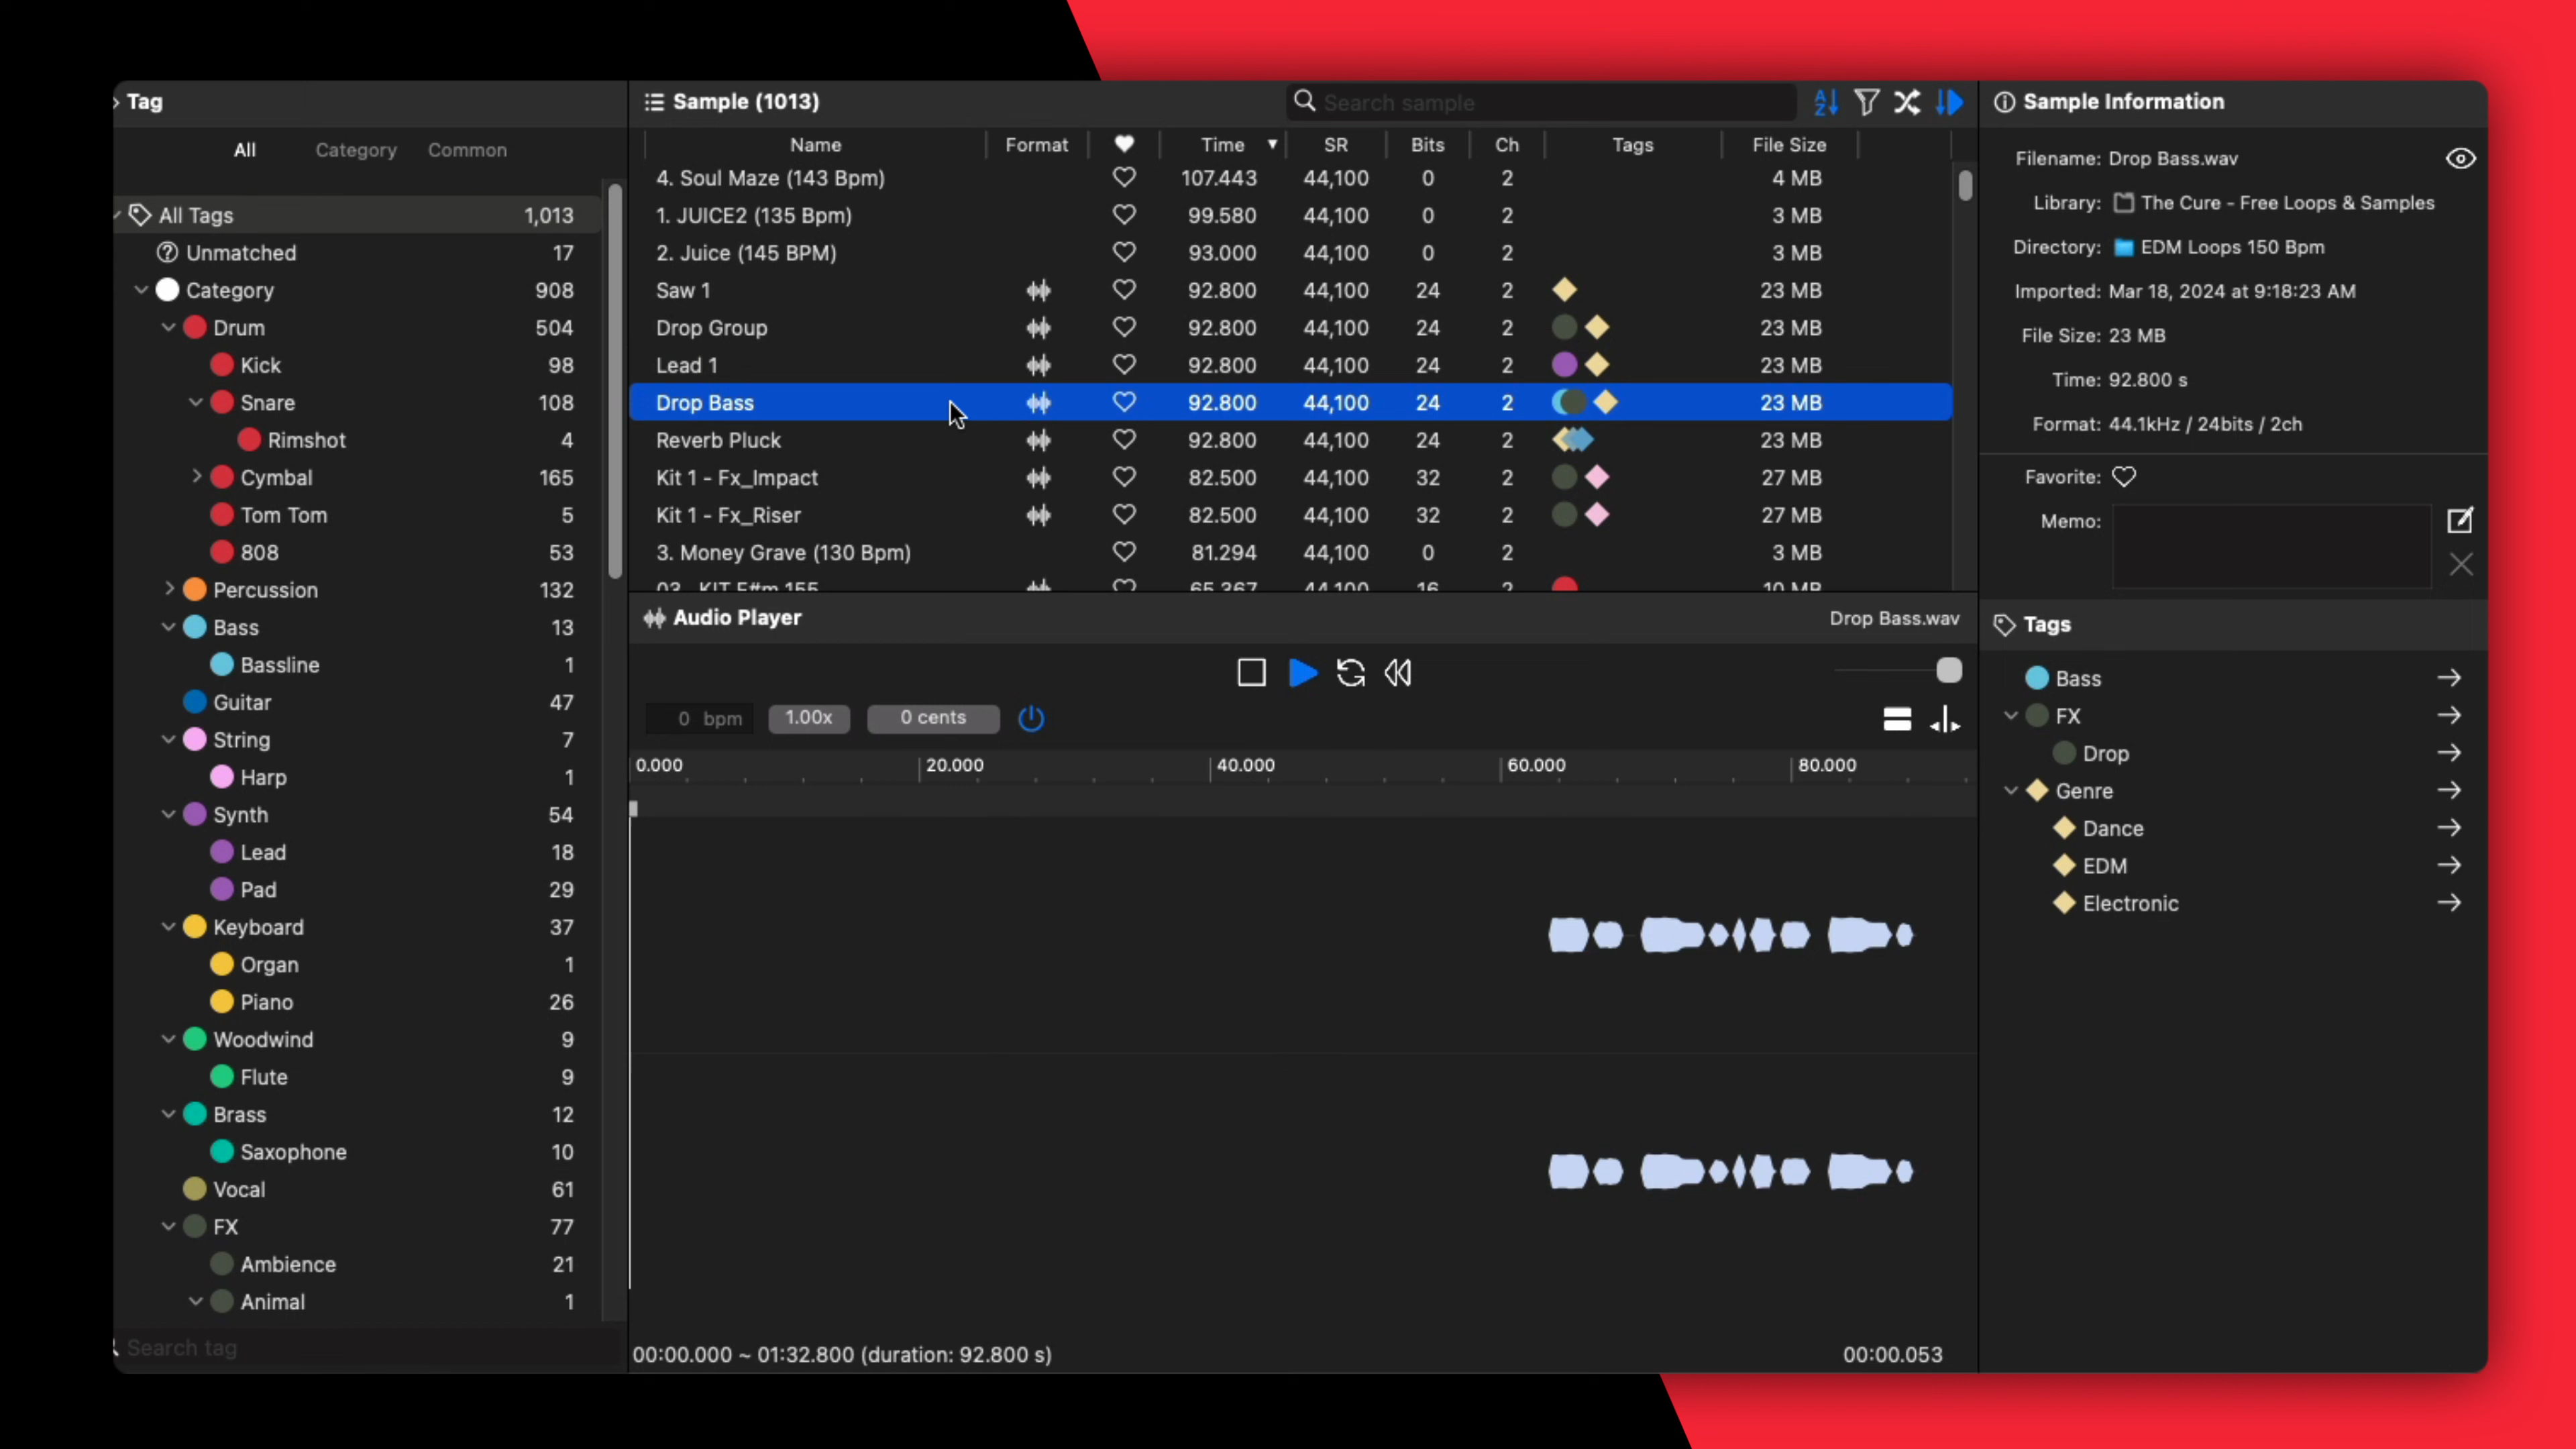 Tag
All Category Common
All Tags 1,013
Unmatched 17
Category 908
Drum 504
Kick 98
Snare 108
Rimshot 4
Cymbal 165
Tom Tom 5
808 53
Percussion 132
Bass 13
Bassline 1
Guitar 47
String 7
Harp 1
Synth 54
Lead 18
Pad 29
Keyboard 37
Organ 1
Piano 26
Woodwind 9
Flute 9
Brass 12
Saxophone 10
Vocal 61
FX 77
Ambience 21
Animal 1
Search tag
Sample (1013) Search sample
Name Format Time SR Bits Ch Tags File Size
4. Soul Maze (143 Bpm) 107.443 44,100 0 2 4 MB
1. JUICE2 (135 Bpm) 99.580 44,100 0 2 3 MB
2. Juice (145 BPM) 93.000 44,100 0 2 3 MB
Saw 1 92.800 44,100 24 2 23 MB
Drop Group 92.800 44,100 24 2 23 MB
Lead 1 92.800 44,100 24 2 23 MB
Drop Bass 92.800 44,100 24 2 23 MB
Reverb Pluck 92.800 44,100 24 2 23 MB
Kit 1 - Fx_Impact 82.500 44,100 32 2 27 MB
Kit 1 - Fx_Riser 82.500 44,100 32 2 27 MB
3. Money Grave (130 Bpm) 81.294 44,100 0 2 3 MB
65.367 44,100 16 2 10 MB
Audio Player Drop Bass.wav
0 bpm 1.00x 0 cents
0.000 20.000 40.000 60.000 80.000
00:00.000 ~ 01:32.800 (duration: 92.800 s) 00:00.053
Sample Information
Filename: Drop Bass.wav
Library: The Cure - Free Loops & Samples
Directory: EDM Loops 150 Bpm
Imported: Mar 18, 2024 at 9:18:23 AM
File Size: 23 MB
Time: 92.800 s
Format: 44.1kHz / 24bits / 2ch
Favorite:
Memo:
Tags
Bass
FX
Drop
Genre
Dance
EDM
Electronic